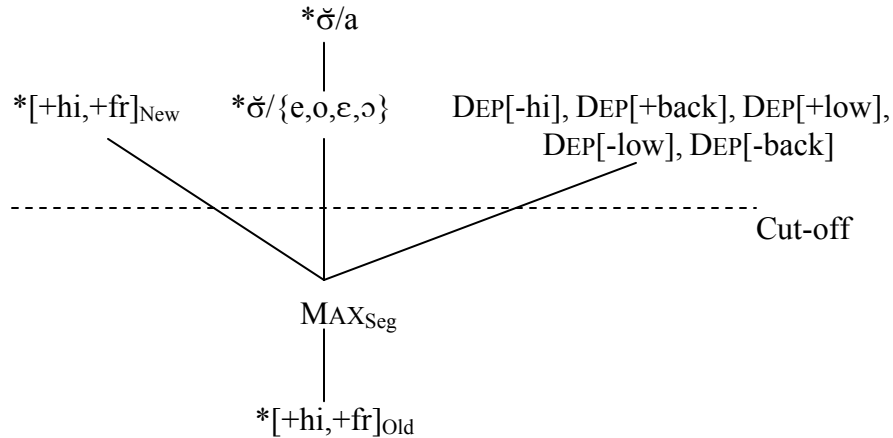 *σ̆/a
*[+hi,+fr]New *σ̆/{e,o,ε,ɔ} DEP[-hi], DEP[+back], DEP[+low],
DEP[-low], DEP[-back]
Cut-off
MAXSeg
*[+hi,+fr]Old